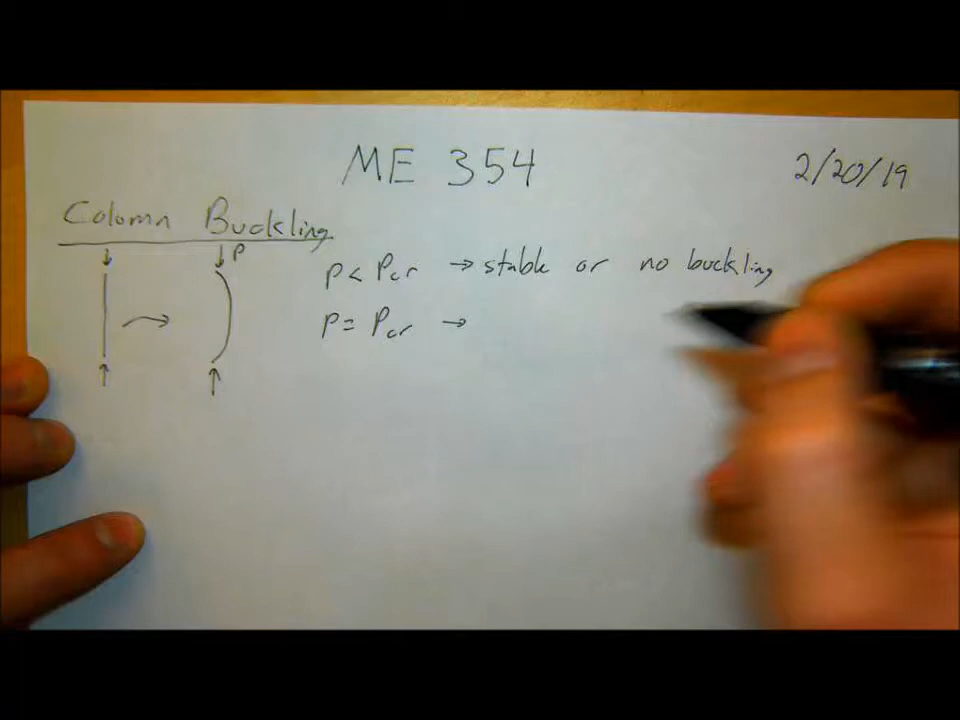 ME 354
2/20/19
Column Buckling
P
P < Pcr → stable or no buckling
P = Pcr →